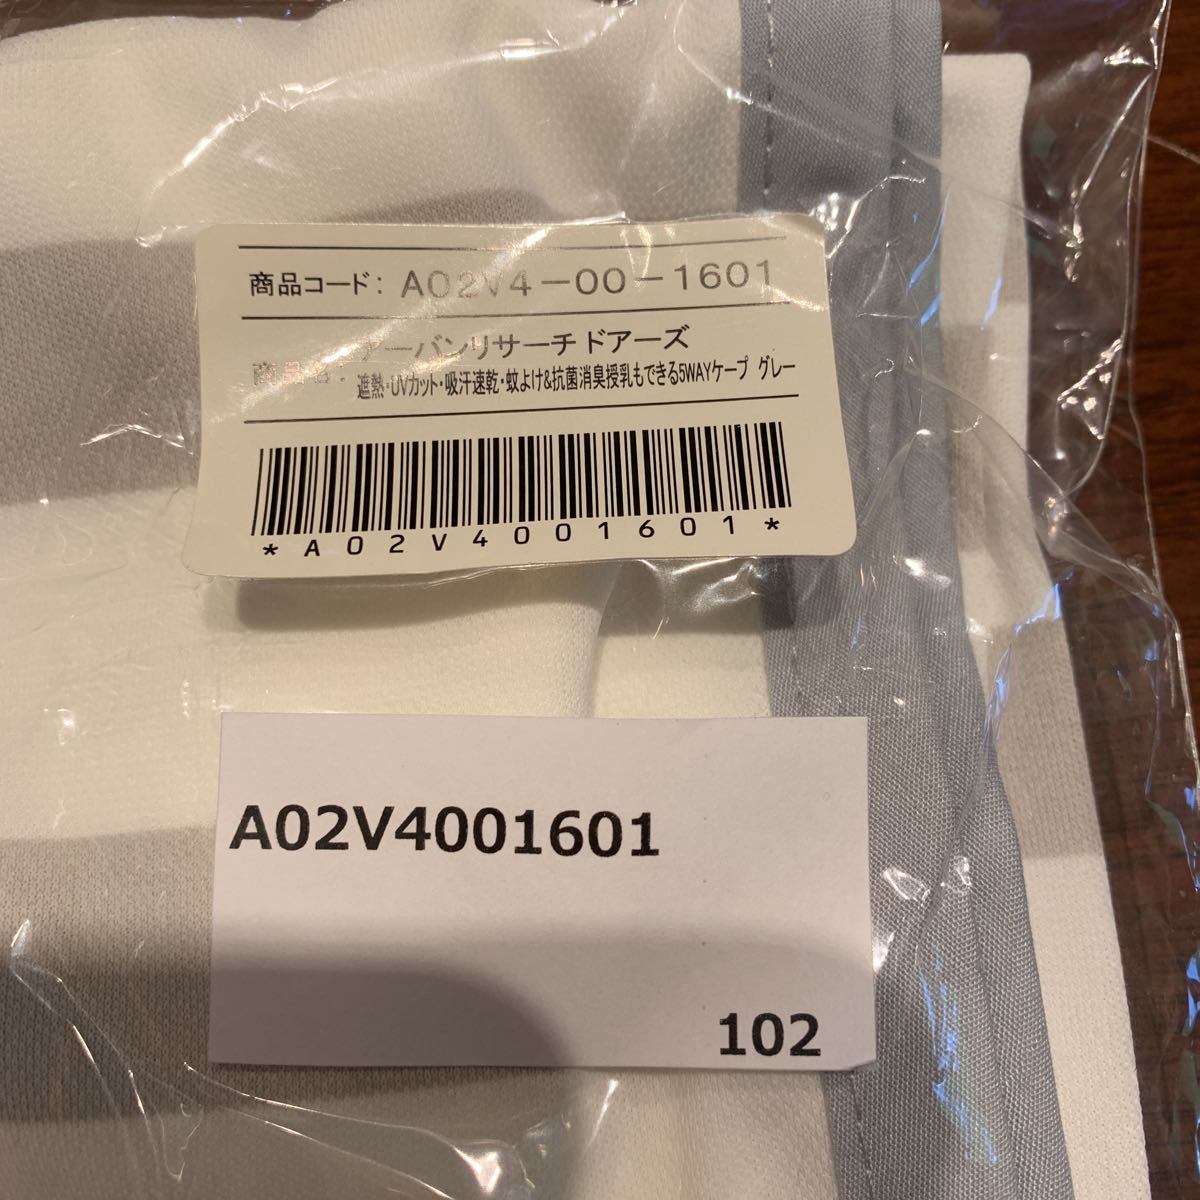 商品コード: A02V4-00-1601
商品名: アーバンリサーチ ドアーズ
遮熱・UVカット・吸汗速乾・蚊よけ&抗菌消臭授乳もできる5WAYケープ グレー
*A02V4001601*
A02V4001601
102